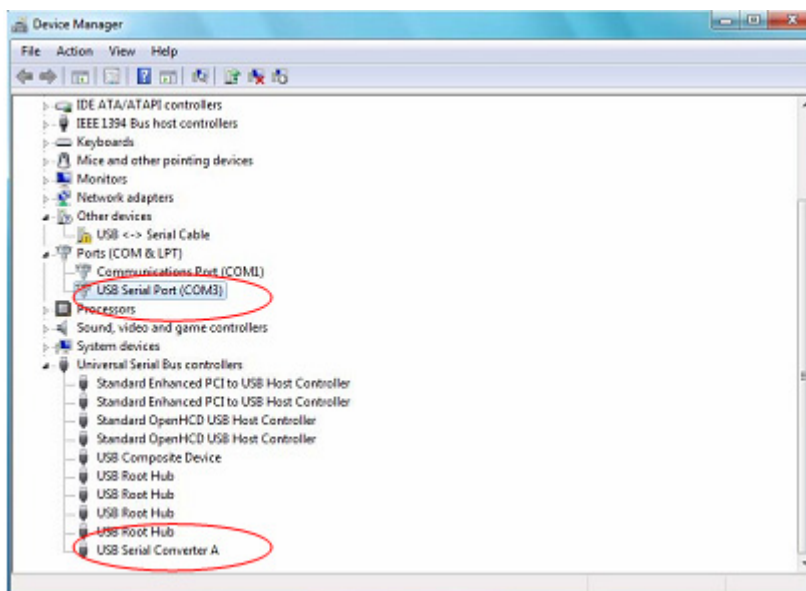 Device Manager
File Action View Help
IDE ATA/ATAPI controllers
IEEE 1394 Bus host controllers
Keyboards
Mice and other pointing devices
Monitors
Network adapters
Other devices
USB <-> Serial Cable
Ports (COM & LPT)
Communications Port (COM1)
USB Serial Port (COM3)
Processors
Sound, video and game controllers
System devices
Universal Serial Bus controllers
Standard Enhanced PCI to USB Host Controller
Standard Enhanced PCI to USB Host Controller
Standard OpenHCD USB Host Controller
Standard OpenHCD USB Host Controller
USB Composite Device
USB Root Hub
USB Root Hub
USB Root Hub
USB Root Hub
USB Serial Converter A